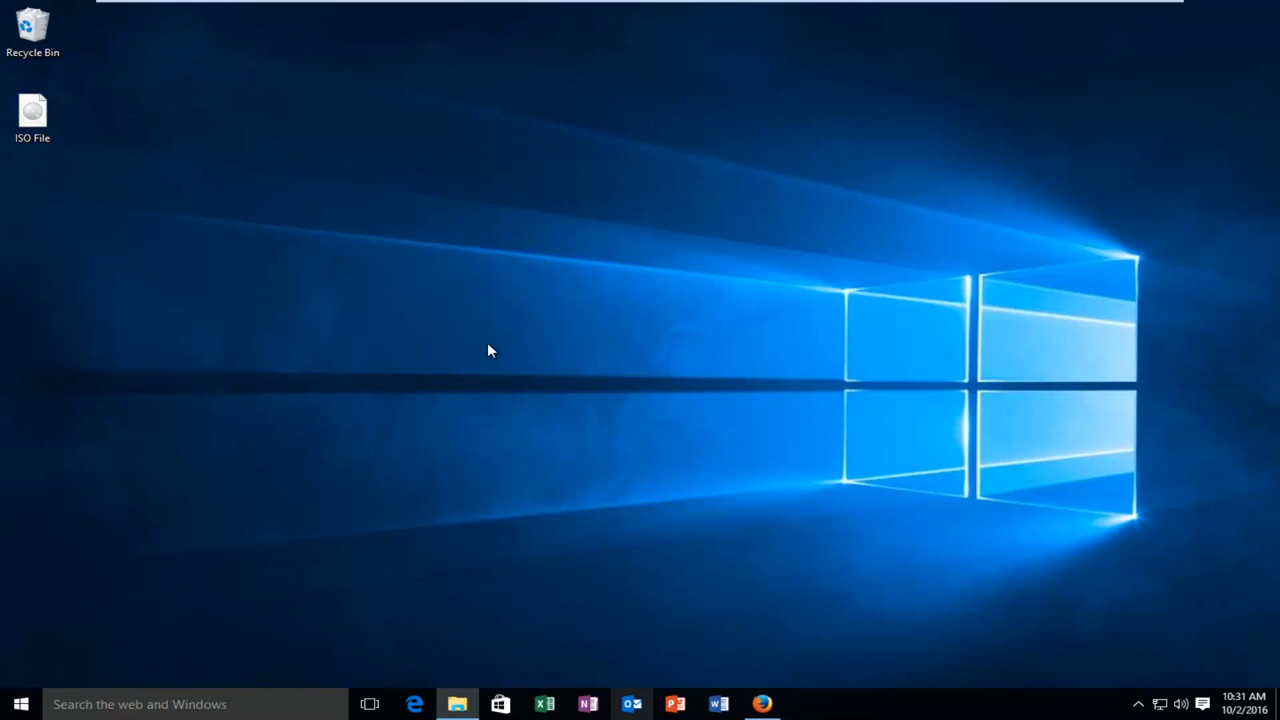 Recycle Bin
ISO File
Search the web and Windows
10:31 AM
10/2/2016